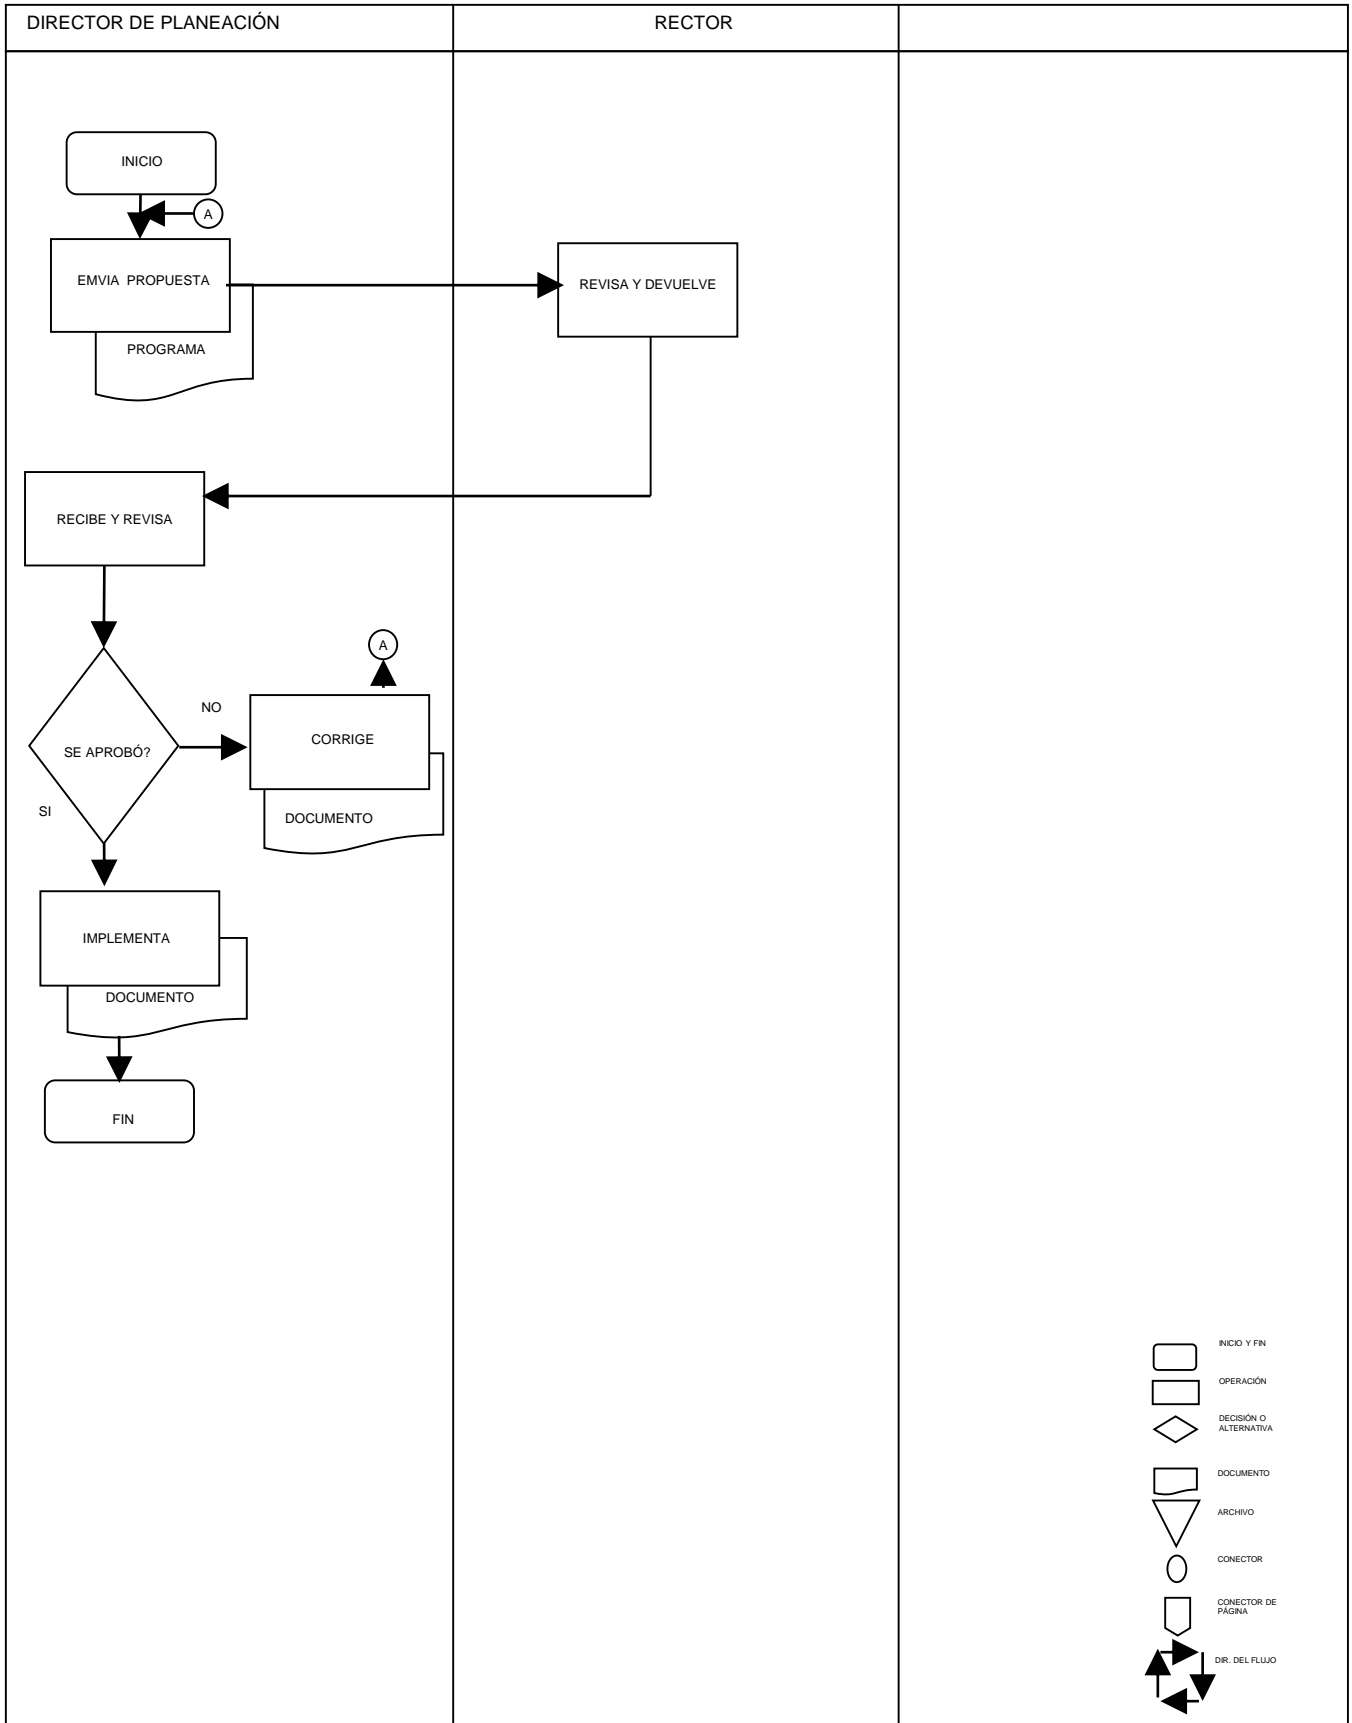 DIRECTOR DE PLANEACIÓN
RECTOR
INICIO
A
EMVIA PROPUESTA
REVISA Y DEVUELVE
PROGRAMA
RECIBE Y REVISA
A
NO
CORRIGE
SE APROBÓ?
SI
DOCUMENTO
IMPLEMENTA
DOCUMENTO
FIN
INICIO Y FIN
OPERACIÓN
DECISIÓN O
ALTERNATIVA
DOCUMENTO
ARCHIVO
CONECTOR
CONECTOR DE
PÁGINA
DIR. DEL FLUJO